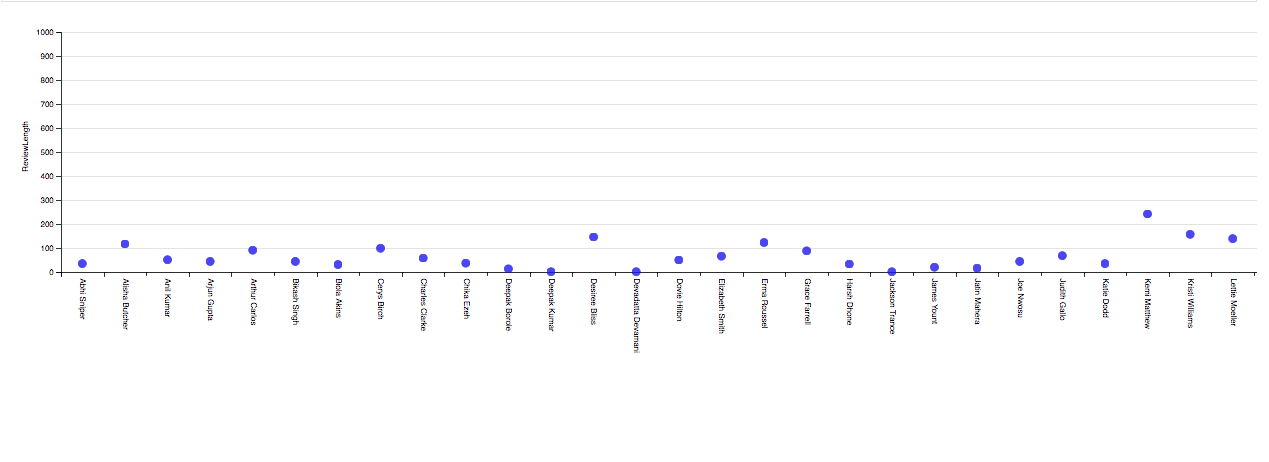 1000
900
800
700
600
500
400
300
200
100
0
ReviewLength
Abhi Sniper
Alisha Butcher
Anil Kumar
Arjun Gupta
Arthur Carlos
Bikash Singh
Biola Akins
Cerys Birch
Charles Clarke
Chika Ezeh
Deepak Borole
Deepak Kumar
Desiree Bliss
Devadatta Devamani
Dovie Hilton
Elizabeth Smith
Erma Roussel
Grace Farrell
Harsh Dhone
Jackson Trance
James Yount
Jatin Mahera
Joe Nwosu
Judith Gallo
Katie Dodd
Kemi Matthew
Kristi Williams
Lettie Moeller